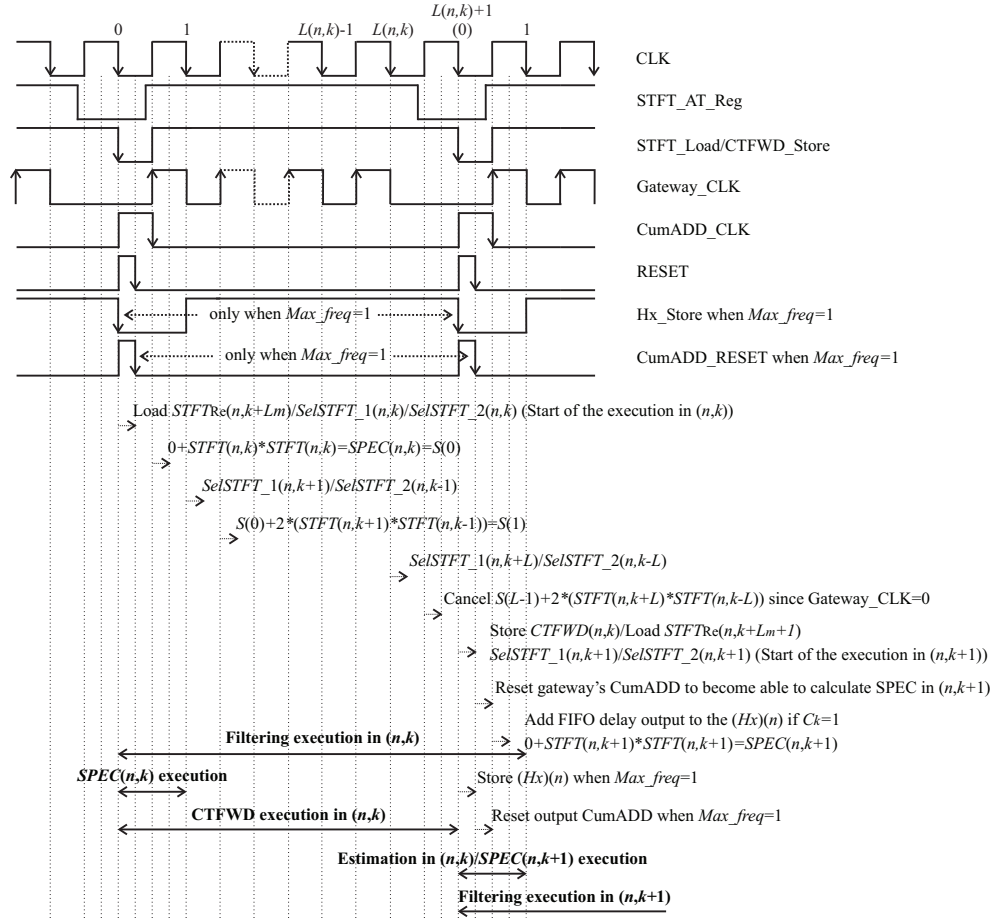 L(n,k)+1
0 1 L(n,k)-1 L(n,k) (0) 1
CLK
STFT_AT_Reg
STFT_Load/CTFWD_Store
Gateway_CLK
CumADD_CLK
RESET
only when Max_freq=1
Hx_Store when Max_freq=1
only when Max_freq=1
CumADD_RESET when Max_freq=1
Load STFTRe(n,k+Lm)/SelSTFT_1(n,k)/SelSTFT_2(n,k) (Start of the execution in (n,k))
0+STFT(n,k)*STFT(n,k)=SPEC(n,k)=S(0)
SelSTFT_1(n,k+1)/SelSTFT_2(n,k-1)
S(0)+2*(STFT(n,k+1)*STFT(n,k-1))=S(1)
SelSTFT_1(n,k+L)/SelSTFT_2(n,k-L)
Cancel S(L-1)+2*(STFT(n,k+L)*STFT(n,k-L)) since Gateway_CLK=0
Store CTFWD(n,k)/Load STFTRe(n,k+Lm+1)
SelSTFT_1(n,k+1)/SelSTFT_2(n,k+1) (Start of the execution in (n,k+1))
Reset gateway's CumADD to become able to calculate SPEC in (n,k+1)
Add FIFO delay output to the (Hx)(n) if Ck=1
Filtering execution in (n,k)
0+STFT(n,k+1)*STFT(n,k+1)=SPEC(n,k+1)
SPEC(n,k) execution
Store (Hx)(n) when Max_freq=1
CTFWD execution in (n,k)
Reset output CumADD when Max_freq=1
Estimation in (n,k)/SPEC(n,k+1) execution
Filtering execution in (n,k+1)